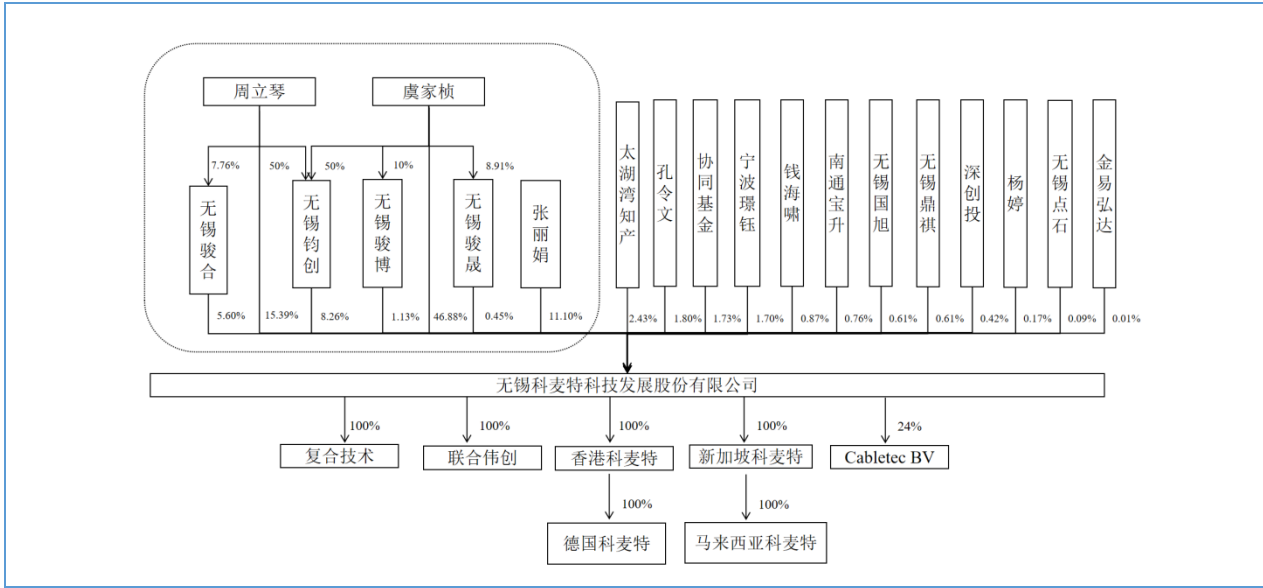 周立琴
虞家桢
7.76%
50%
50%
10%
8.91%
无锡骏合
无锡钧创
无锡骏博
无锡骏晟
张丽娟
太湖湾知产
孔令文
协同基金
宁波璟钰
钱海啸
南通宝升
无锡国旭
无锡鼎祺
深创投
杨婷
无锡点石
金易弘达
5.60%
15.39%
8.26%
1.13%
46.88%
0.45%
11.10%
2.43%
1.80%
1.73%
1.70%
0.87%
0.76%
0.61%
0.61%
0.42%
0.17%
0.09%
0.01%
无锡科麦特科技发展股份有限公司
100%
100%
100%
100%
24%
复合技术
联合伟创
香港科麦特
新加坡科麦特
Cabletec BV
100%
100%
德国科麦特
马来西亚科麦特